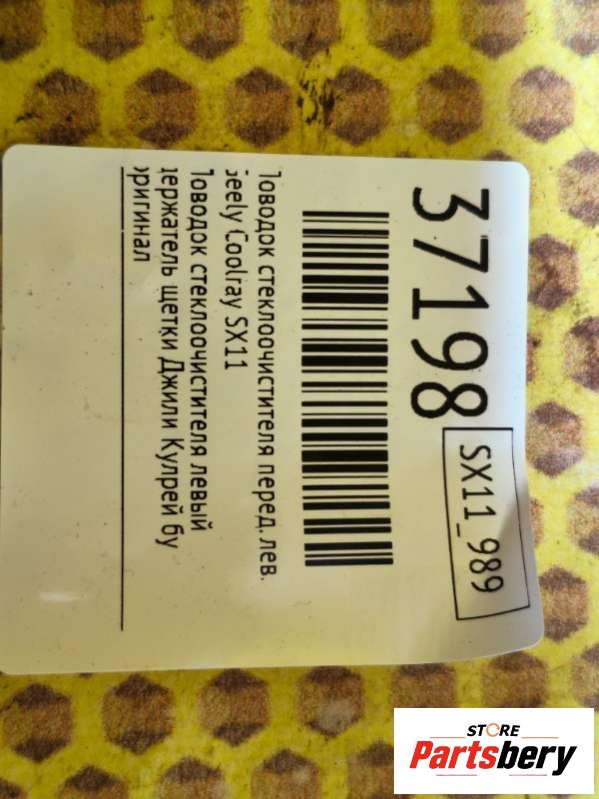 37198
SX11_989
Поводок стеклоочистителя перед. лев.
Geely Coolray SX11
Поводок стеклоочистителя левый
держатель щетки Джили Кулрей бу
оригинал
STORE
Partsbery